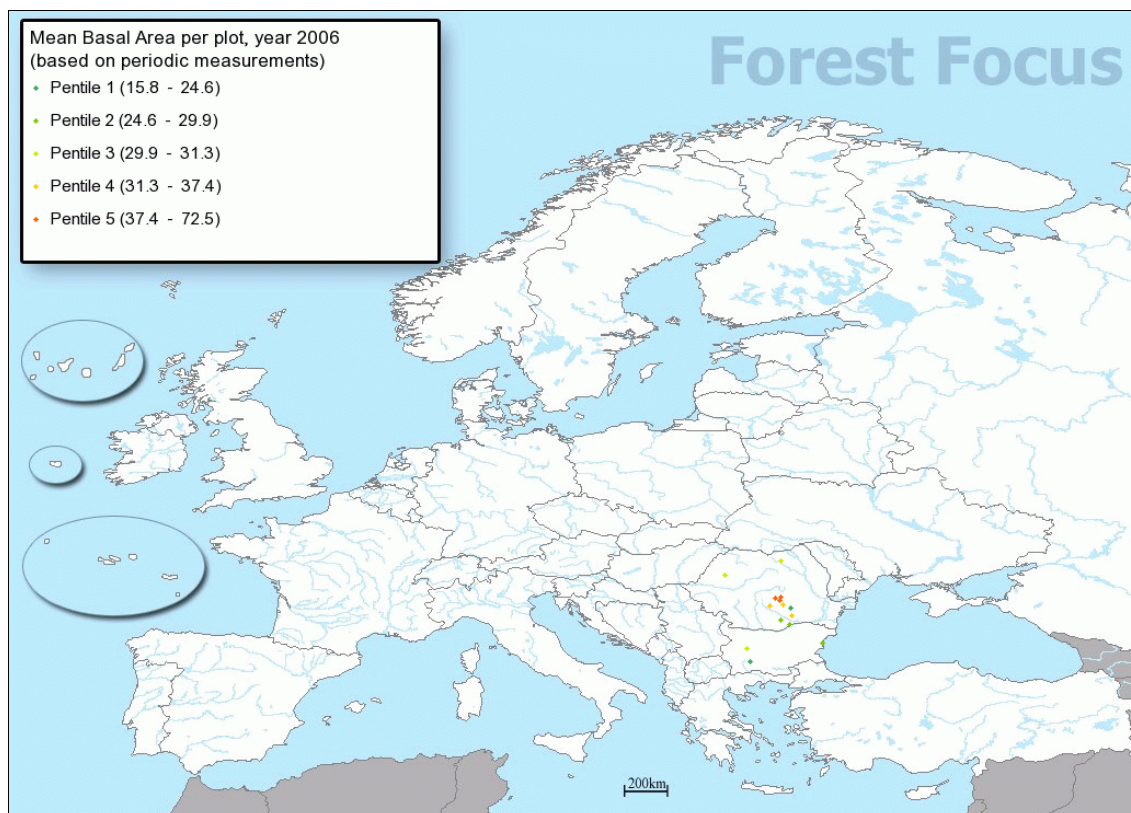 Mean Basal Area per plot, year 2006
(based on periodic measurements)
Pentile 1 (15.8 - 24.6)
Pentile 2 (24.6 - 29.9)
Pentile 3 (29.9 - 31.3)
Pentile 4 (31.3 - 37.4)
Pentile 5 (37.4 - 72.5)
Forest Focus
200km